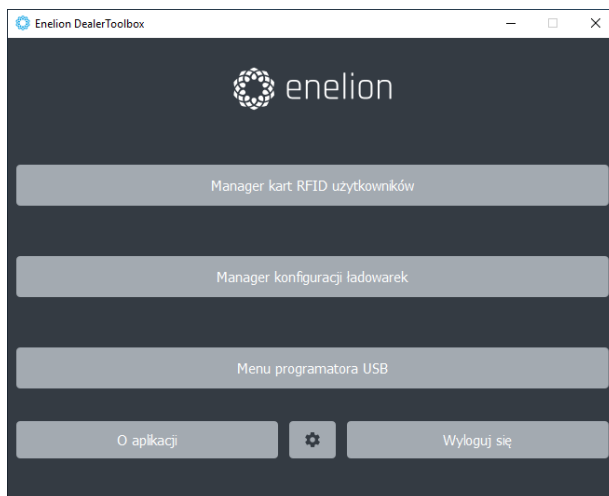 Enelion DealerToolbox
enelion
Manager kart RFID użytkowników
Manager konfiguracji ładowarek
Menu programatora USB
O aplikacji
Wyloguj się